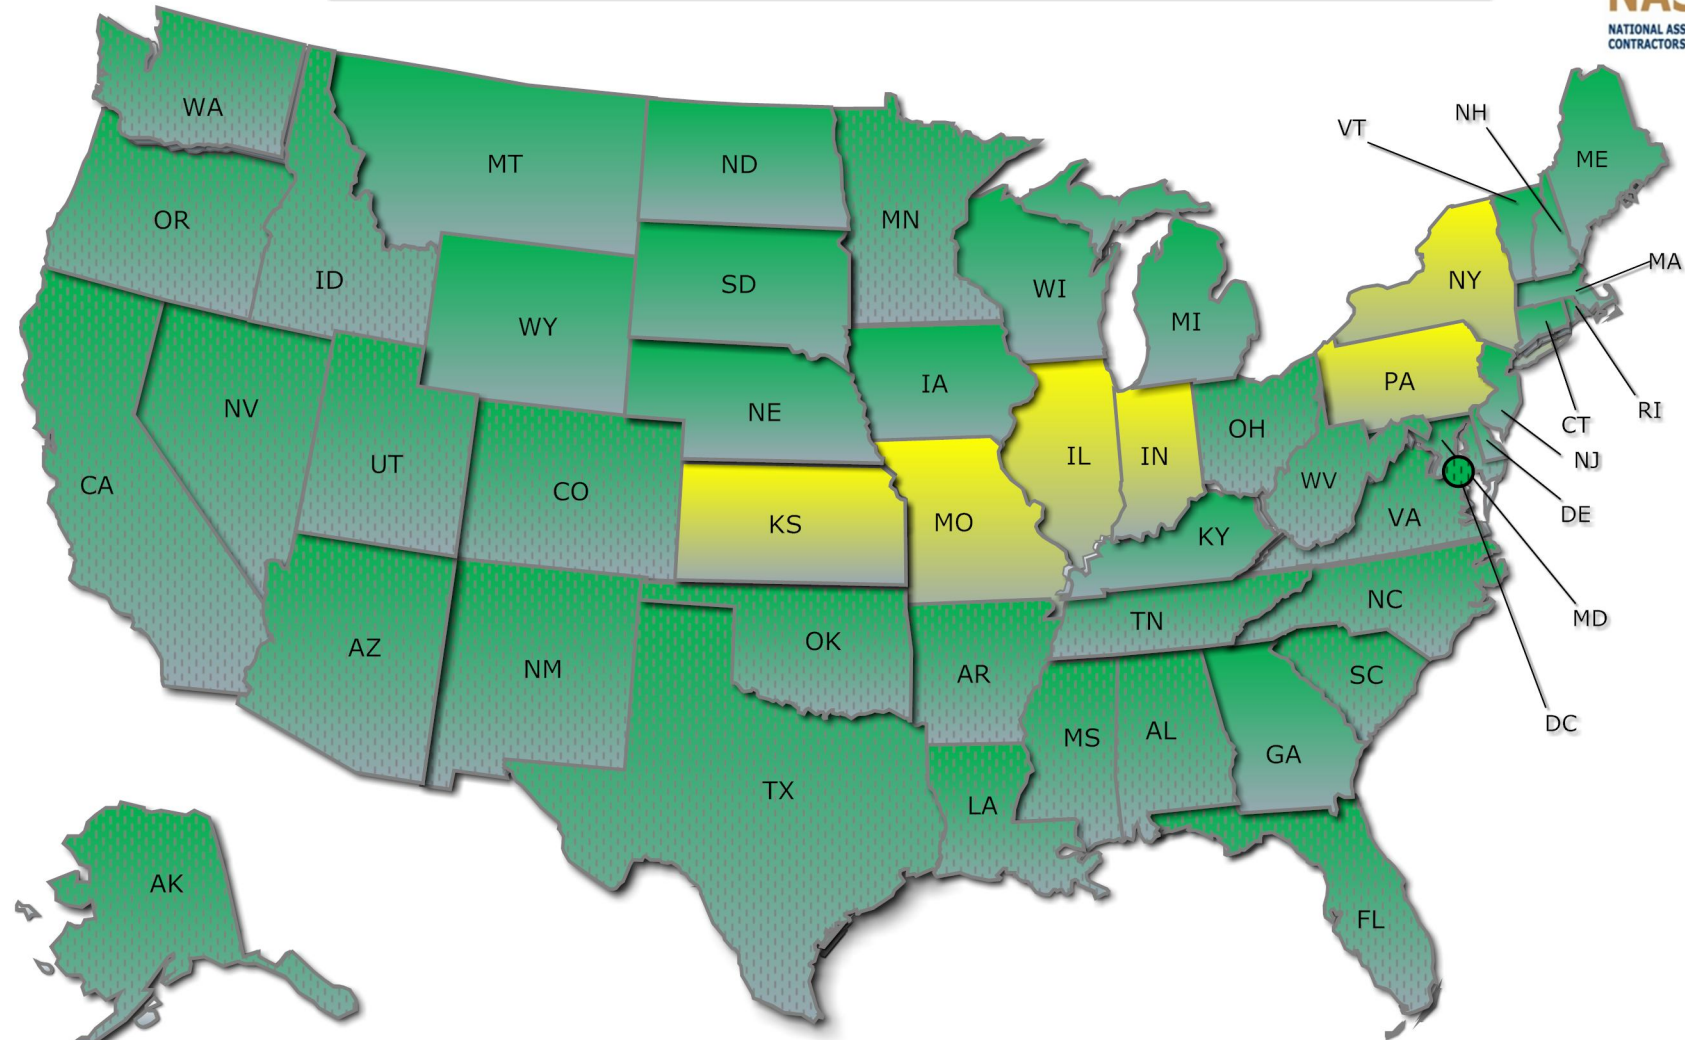 NATIONAL ASS
CONTRACTORS
WA
MT
ND
MN
OR
ID
WY
SD
WI
MI
NY
VT
NH
ME
MA
RI
CT
NJ
DE
MD
DC
CA
NV
UT
CO
NE
IA
IL
IN
OH
PA
WV
VA
KY
KS
MO
AZ
NM
OK
AR
TN
NC
SC
TX
LA
MS
AL
GA
FL
AK